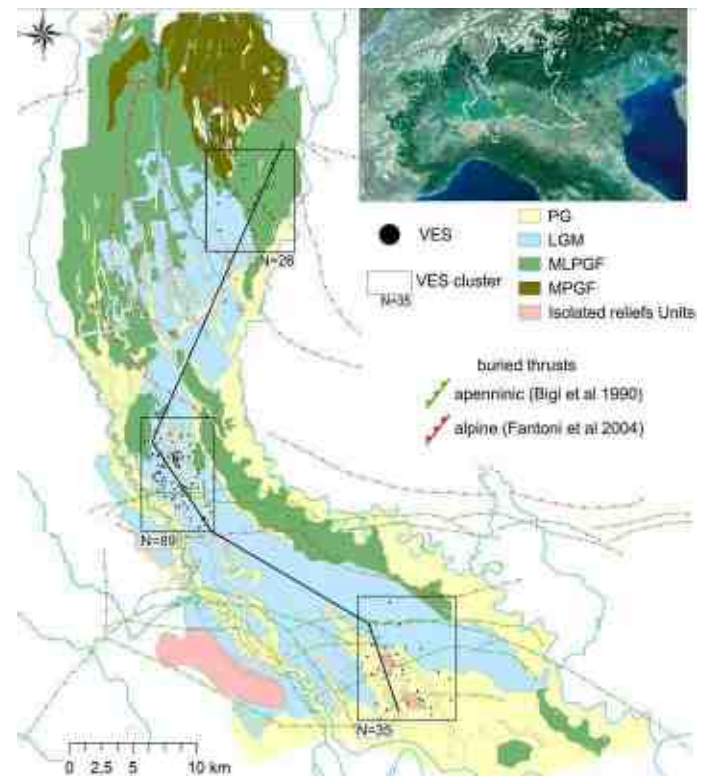 VES
VES cluster
N=35
PG
LGM
MLPGF
MPGF
Isolated reliefs Units
buried thrusts
apenninic (Bigi et al 1990)
alpine (Fantoni et al 2004)
N=26
N=89
N=35
0 2,5 5 10 km